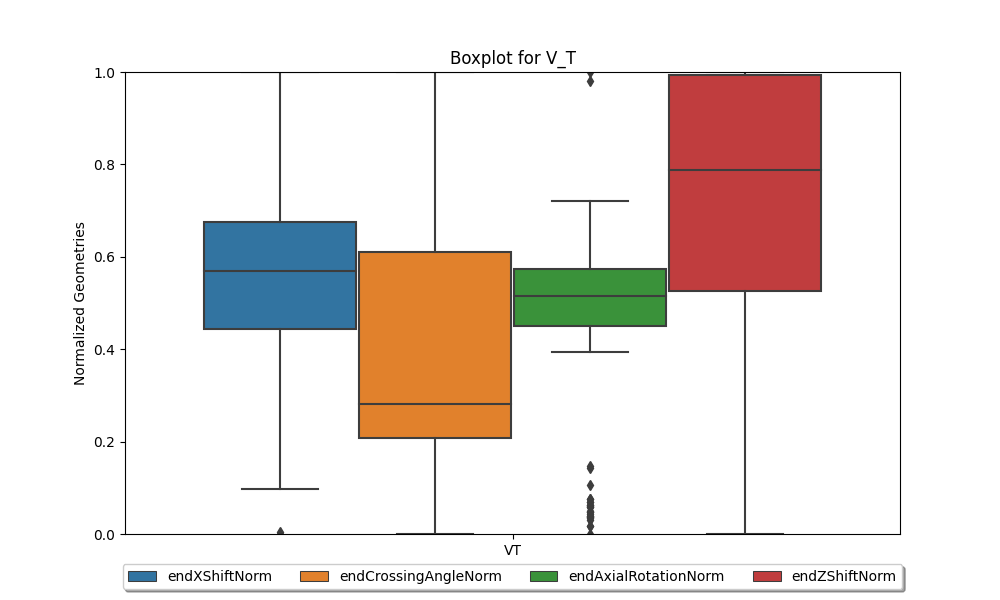 Boxplot for V_T
1.0
0.8
0.6
0.4
0.2
0.0
Normalized Geometries
VT
endXShiftNorm endCrossingAngleNorm endAxialRotationNorm endZShiftNorm